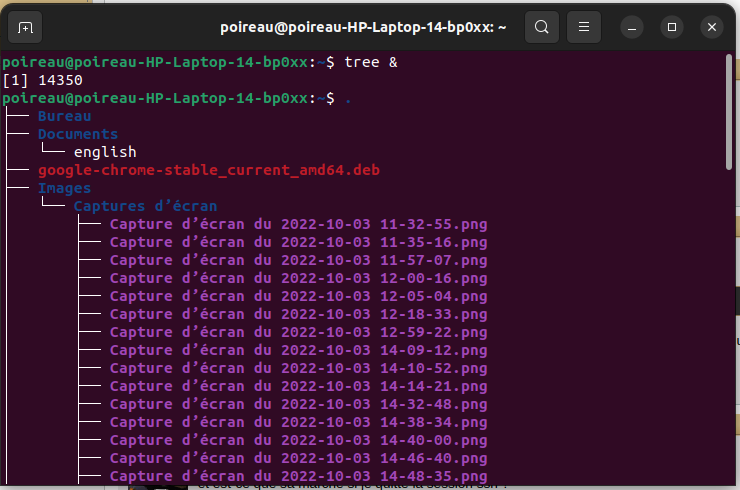 poireau@poireau-HP-Laptop-14-bp0xx: ~
poireau@poireau-HP-Laptop-14-bp0xx:~$ tree &
[1] 14350
poireau@poireau-HP-Laptop-14-bp0xx:~$ .
├── Bureau
├── Documents
│   └── english
├── google-chrome-stable_current_amd64.deb
├── Images
│   └── Captures d’écran
│       ├── Capture d’écran du 2022-10-03 11-32-55.png
│       ├── Capture d’écran du 2022-10-03 11-35-16.png
│       ├── Capture d’écran du 2022-10-03 11-57-07.png
│       ├── Capture d’écran du 2022-10-03 12-00-16.png
│       ├── Capture d’écran du 2022-10-03 12-05-04.png
│       ├── Capture d’écran du 2022-10-03 12-18-33.png
│       ├── Capture d’écran du 2022-10-03 12-59-22.png
│       ├── Capture d’écran du 2022-10-03 14-09-12.png
│       ├── Capture d’écran du 2022-10-03 14-10-52.png
│       ├── Capture d’écran du 2022-10-03 14-14-21.png
│       ├── Capture d’écran du 2022-10-03 14-32-48.png
│       ├── Capture d’écran du 2022-10-03 14-38-34.png
│       ├── Capture d’écran du 2022-10-03 14-40-00.png
│       ├── Capture d’écran du 2022-10-03 14-46-40.png
│       ├── Capture d’écran du 2022-10-03 14-48-35.png